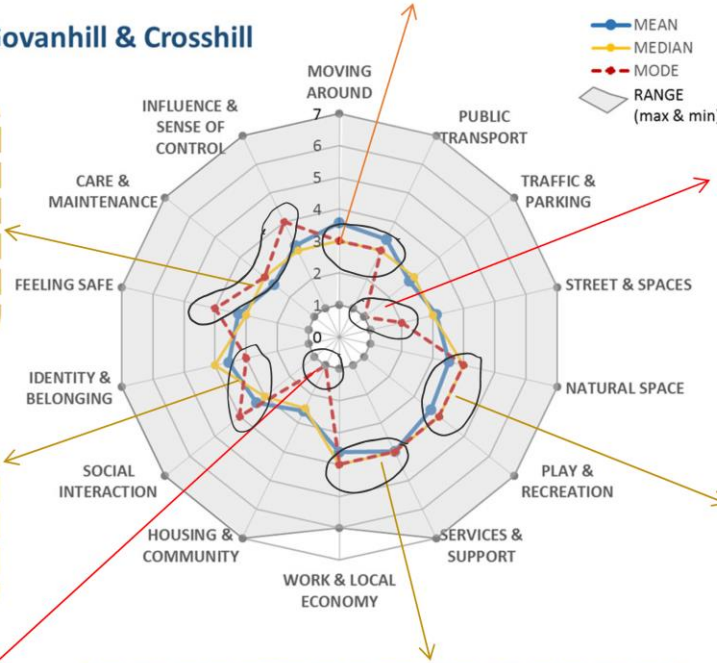 ovanhill & Crosshill
MEAN
MEDIAN
MODE
RANGE
(max & min)
MOVING
AROUND
INFLUENCE &
SENSE OF
CONTROL
PUBLIC
TRANSPORT
CARE &
MAINTENANCE
TRAFFIC &
PARKING
FEELING SAFE
STREET & SPACES
IDENTITY &
BELONGING
NATURAL SPACE
SOCIAL
INTERACTION
PLAY &
RECREATION
HOUSING &
COMMUNITY
SERVICES &
SUPPORT
WORK & LOCAL
ECONOMY
7
6
5
4
3
2
1
0